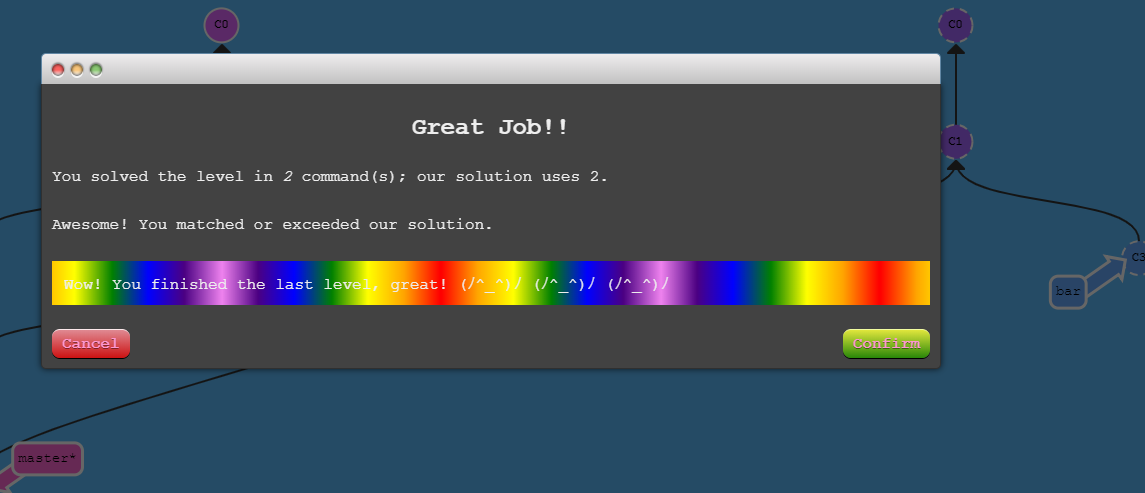 C0
C0
Great Job!!
You solved the level in 2 command(s); our solution uses 2.
C1
Awesome! You matched or exceeded our solution.
C3
Wow! You finished the last level, great! (/^_^)/ (/^_^)/ (/^_^)/
bar
Cancel
Confirm
master*